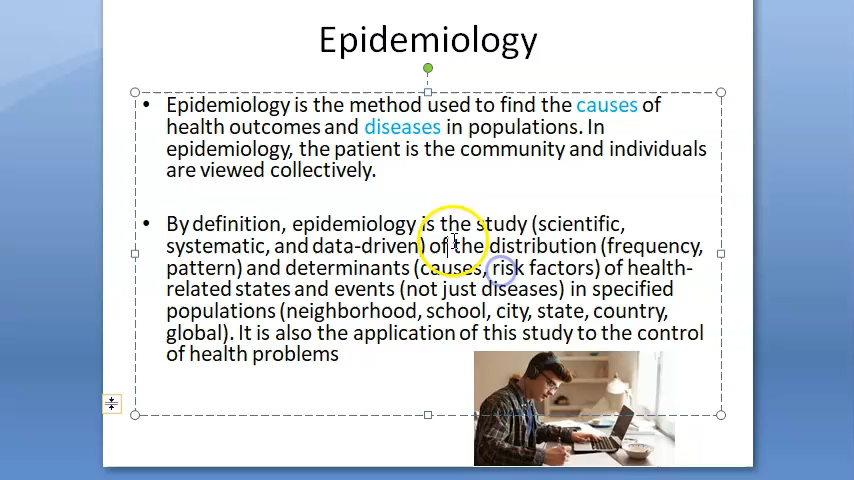 Epidemiology
• Epidemiology is the method used to find the causes of
health outcomes and diseases in populations. In
epidemiology, the patient is the community and individuals
are viewed collectively.
• By definition, epidemiology is the study (scientific,
systematic, and data-driven) of the distribution (frequency,
pattern) and determinants (causes, risk factors) of health-
related states and events (not just diseases) in specified
populations (neighborhood, school, city, state, country,
global). It is also the application of this study to the control
of health problems